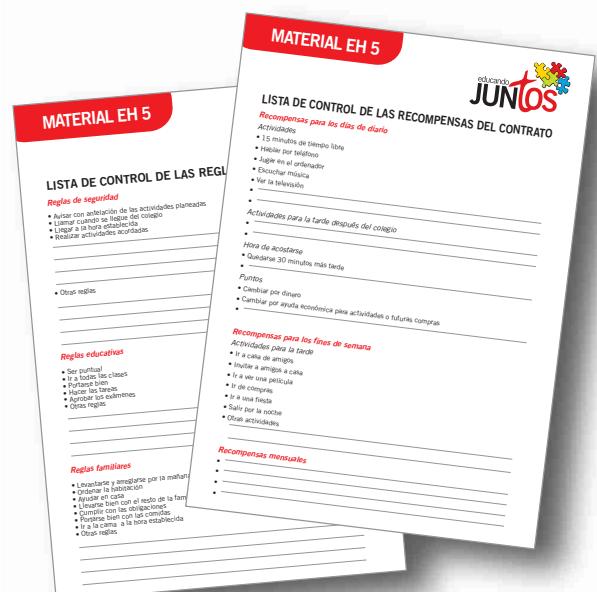 MATERIAL EH 5
educando
JUNTOS
LISTA DE CONTROL DE LAS RECOMPENSAS DEL CONTRATO
Recompensas para los días de diario
Actividades
• 15 minutos de tiempo libre
• Hablar por teléfono
• Jugar en el ordenador
• Escuchar música
• Ver la televisión
•
•
Actividades para la tarde después del colegio
•
•
Hora de acostarse
• Quedarse 30 minutos más tarde
•
Puntos
• Cambiar por dinero
• Cambiar por ayuda económica para actividades o futuras compras
•
Recompensas para los fines de semana
Actividades para la tarde
• Ir a casa de amigos
• Invitar a amigos a casa
• Ir a ver una película
• Ir de compras
• Ir a una fiesta
• Salir por la noche
• Otras actividades
Recompensas mensuales
•
•
•
•
MATERIAL EH 5
LISTA DE CONTROL DE LAS REGL
Reglas de seguridad
• Avisar con antelación de las actividades planeadas
• Llamar cuando se llegue del colegio
• Llegar a la hora establecida
• Realizar actividades acordadas
• Otras reglas
Reglas educativas
• Ser puntual
• Ir a todas las clases
• Portarse bien
• Hacer las tareas
• Aprobar los exámenes
• Otras reglas
Reglas familiares
• Levantarse y arreglarse por la mañana
• Ordenar la habitación
• Ayudar en casa
• Llevarse bien con el resto de la fam
• Cumplir con las obligaciones
• Portarse bien con las comidas
• Ir a la cama a la hora establecida
• Otras reglas